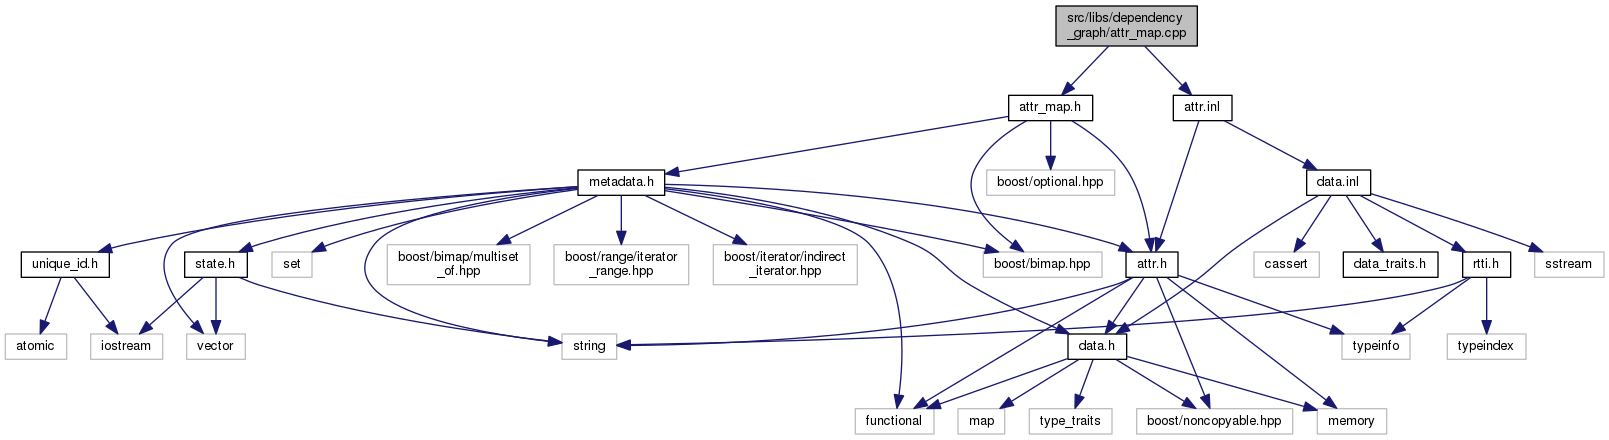 src/libs/dependency
_graph/attr_map.cpp
attr_map.h
attr.inl
metadata.h
boost/optional.hpp
data.inl
unique_id.h
state.h
set
boost/bimap/multiset
_of.hpp
boost/range/iterator
_range.hpp
boost/iterator/indirect
_iterator.hpp
boost/bimap.hpp
attr.h
cassert
data_traits.h
rtti.h
sstream
atomic
iostream
vector
string
data.h
typeinfo
typeindex
functional
map
type_traits
boost/noncopyable.hpp
memory